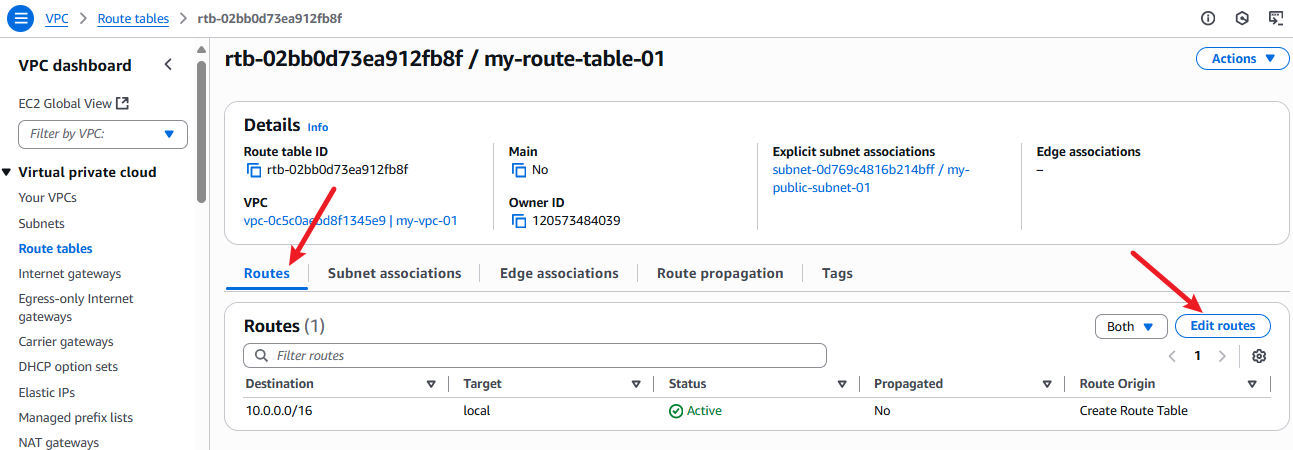 VPC > Route tables > rtb-02bb0d73ea912fb8f
VPC dashboard
EC2 Global View
Filter by VPC:
Virtual private cloud
Your VPCs
Subnets
Route tables
Internet gateways
Egress-only Internet
gateways
Carrier gateways
DHCP option sets
Elastic IPs
Managed prefix lists
NAT gateways
rtb-02bb0d73ea912fb8f / my-route-table-01
Actions
Details Info
Route table ID
rtb-02bb0d73ea912fb8f
Main
No
Explicit subnet associations
subnet-0d769c4816b214bff / my-
public-subnet-01
Edge associations
–
VPC
| my-vpc-01
Owner ID
120573484039
Routes Subnet associations Edge associations Route propagation Tags
Routes (1)
Both
Edit routes
Filter routes
1
Destination Target Status Propagated Route Origin
10.0.0.0/16 local Active No Create Route Table